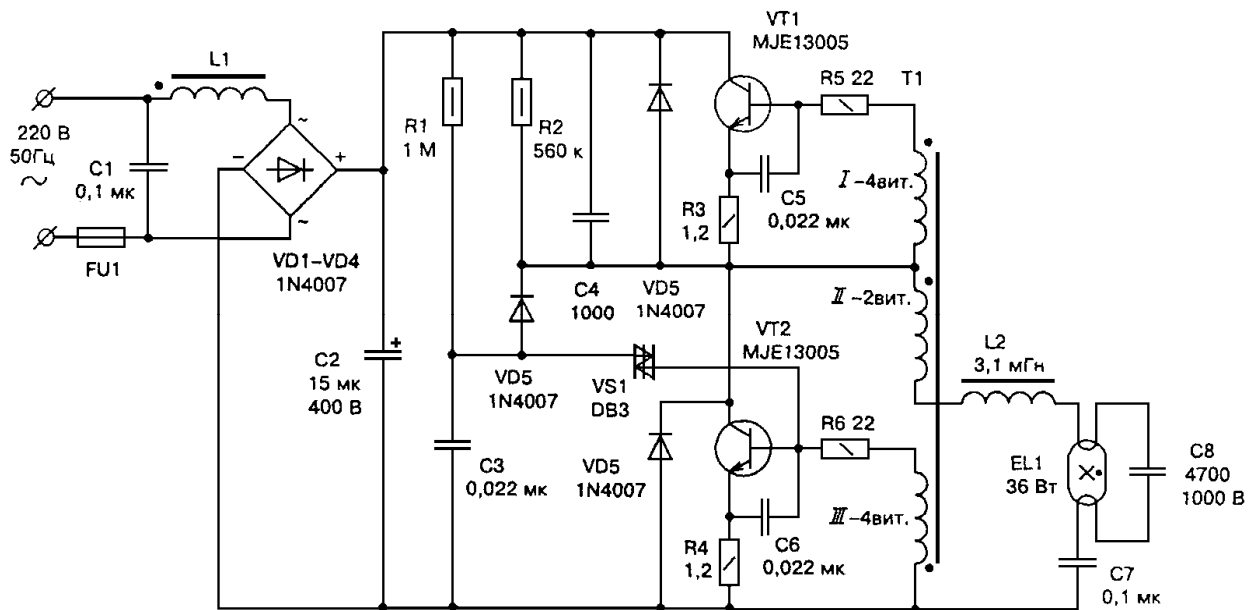 L1
220 В
50Гц
~
C1
0,1 мк
FU1
~
−
+
~
VD1–VD4
1N4007
C2
+
15 мк
400 В
R1
1 М
R2
560 к
C3
0,022 мк
VD5
1N4007
C4
1000
VD5
1N4007
VS1
DB3
VD5
1N4007
VT1
MJE13005
R5 22
T1
R3
1,2
C5
0,022 мк
I–4вит.
II–2вит.
VT2
MJE13005
R6 22
III–4вит.
R4
1,2
C6
0,022 мк
L2
3,1 мГн
EL1
36 Вт
C8
4700
1000 В
C7
0,1 мк